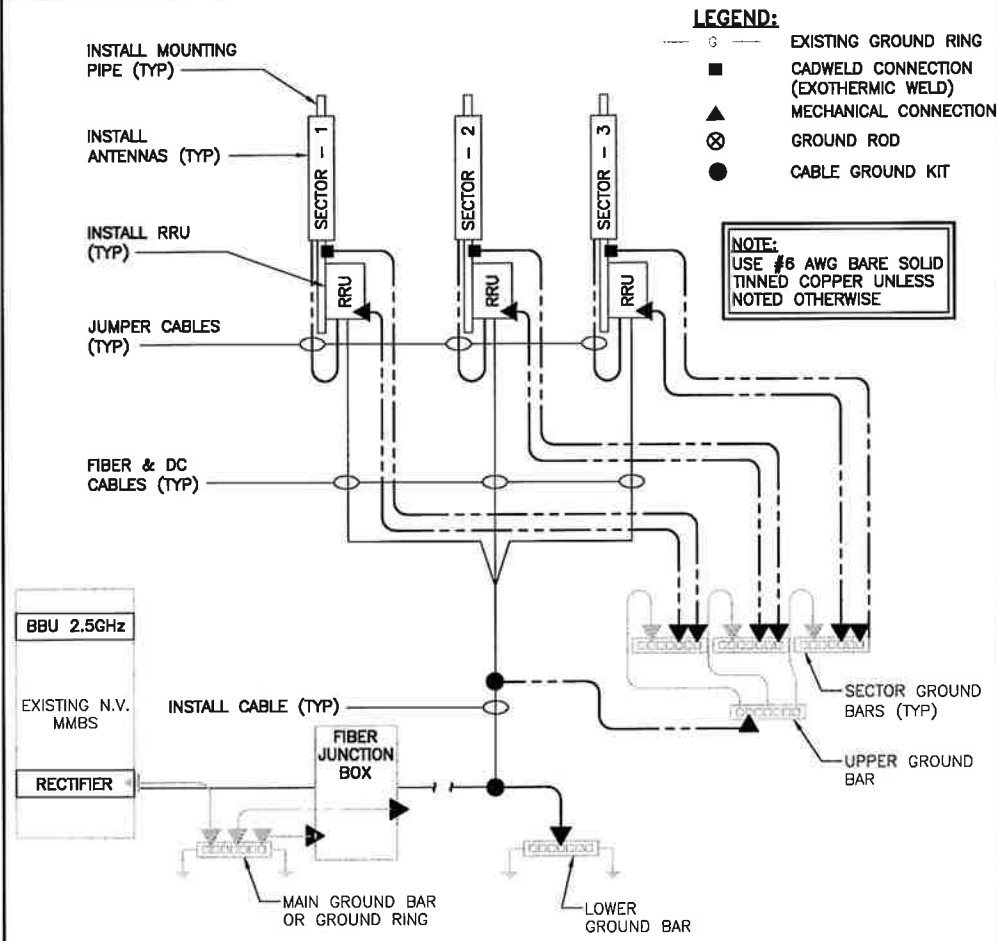 LEGEND:
G EXISTING GROUND RING
CADWELD CONNECTION
(EXOTHERMIC WELD)
MECHANICAL CONNECTION
GROUND ROD
CABLE GROUND KIT
NOTE:
USE #6 AWG BARE SOLID
TINNED COPPER UNLESS
NOTED OTHERWISE
INSTALL MOUNTING
PIPE (TYP)
INSTALL
ANTENNAS (TYP)
INSTALL RRU
(TYP)
JUMPER CABLES
(TYP)
FIBER & DC
CABLES (TYP)
SECTOR - 1
SECTOR - 2
SECTOR - 3
RRU
RRU
RRU
BBU 2.5GHz
EXISTING N.V.
MMBS
RECTIFIER
INSTALL CABLE (TYP)
FIBER
JUNCTION
BOX
SECTOR GROUND
BARS (TYP)
UPPER GROUND
BAR
MAIN GROUND BAR
OR GROUND RING
LOWER
GROUND BAR